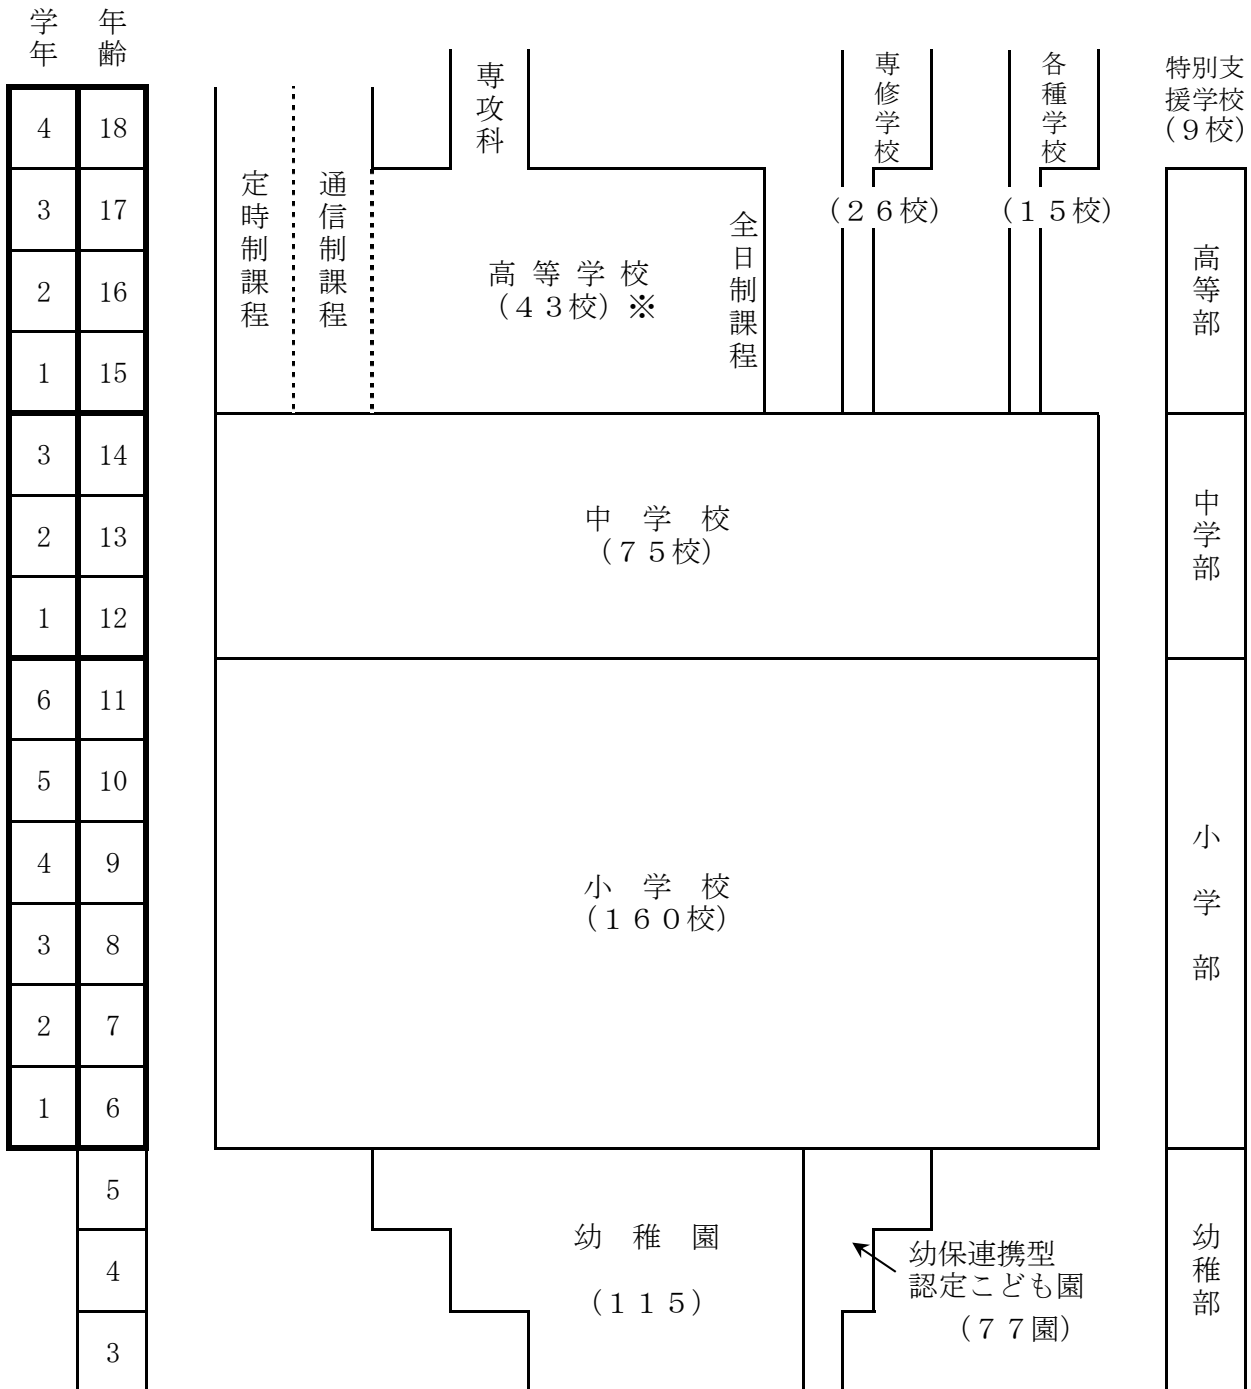 学年
年齢
4 18
3 17
2 16
1 15
3 14
2 13
1 12
6 11
5 10
4 9
3 8
2 7
1 6
5
4
3
定時制課程
通信制課程
専攻科
高等学校
（４３校）※
全日制課程
専修学校
（２６校）
各種学校
（１５校）
中学校
（７５校）
小学校
（１６０校）
幼稚園
（１１５）
幼保連携型
認定こども園
（７７園）
特別支
援学校
（９校）
高等部
中学部
小学部
幼稚部